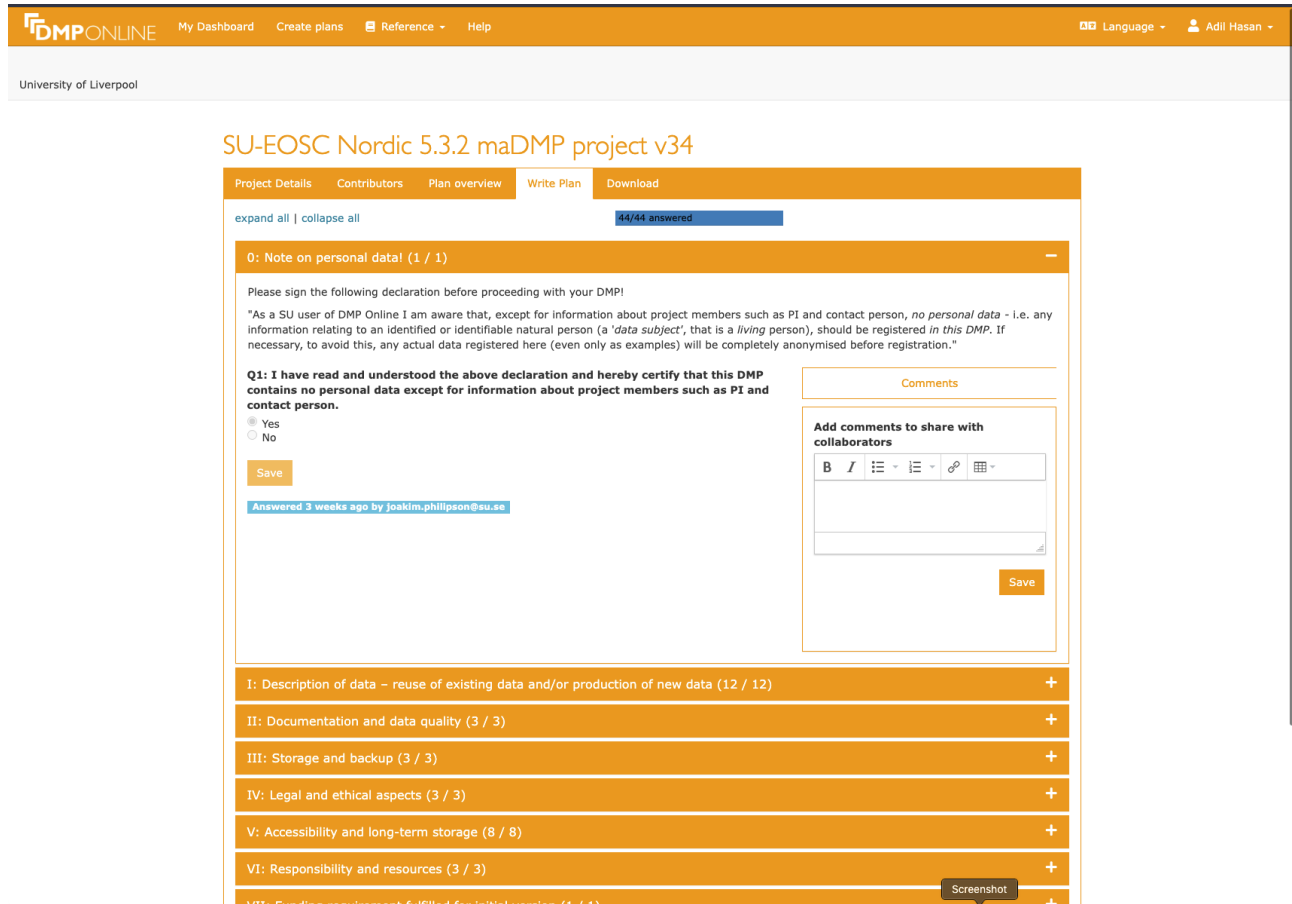 DMPONLINE My Dashboard Create plans Reference Help Language Adil Hasan
University of Liverpool
SU-EOSC Nordic 5.3.2 maDMP project v34
Project Details Contributors Plan overview Write Plan Download
expand all | collapse all 44/44 answered
0: Note on personal data! (1 / 1)
Please sign the following declaration before proceeding with your DMP!
"As a SU user of DMP Online I am aware that, except for information about project members such as PI and contact person, no personal data - i.e. any
information relating to an identified or identifiable natural person (a 'data subject', that is a living person), should be registered in this DMP. If
necessary, to avoid this, any actual data registered here (even only as examples) will be completely anonymised before registration."
Q1: I have read and understood the above declaration and hereby certify that this DMP
contains no personal data except for information about project members such as PI and
contact person.
Yes
No
Save
Answered 3 weeks ago by joakim.philipson@su.se
Comments
Add comments to share with
collaborators
B I
Save
I: Description of data – reuse of existing data and/or production of new data (12 / 12)
II: Documentation and data quality (3 / 3)
III: Storage and backup (3 / 3)
IV: Legal and ethical aspects (3 / 3)
V: Accessibility and long-term storage (8 / 8)
VI: Responsibility and resources (3 / 3)
Screenshot
VII: Funding requirement fulfilled for initial version (1 / 1)